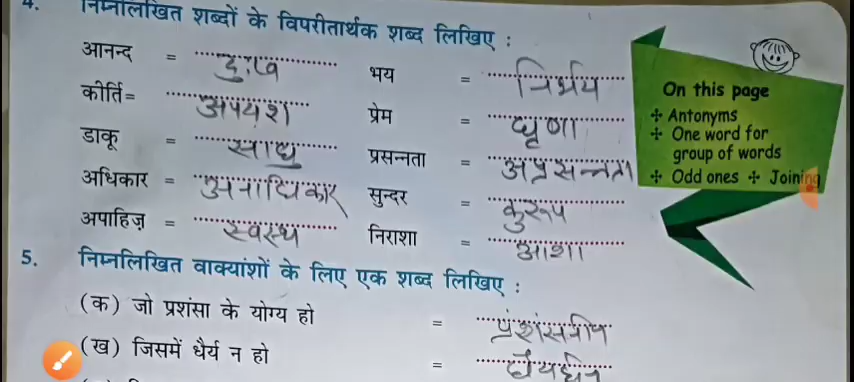 4. निम्नलिखित शब्दों के विपरीतार्थक शब्द लिखिए :
आनन्द = दुःख भय = निर्भय
कीर्ति= अपयश प्रेम = घृणा
डाकू = साधु प्रसन्नता = अप्रसन्नता
अधिकार = अनाधिकार सुन्दर = कुरूप
अपाहिज़ = स्वस्थ निराशा = आशा
On this page
✣ Antonyms
✣ One word for
group of words
✣ Odd ones ✣ Joining
5. निम्नलिखित वाक्यांशों के लिए एक शब्द लिखिए :
(क) जो प्रशंसा के योग्य हो = प्रंशंसनीय
(ख) जिसमें धैर्य न हो =